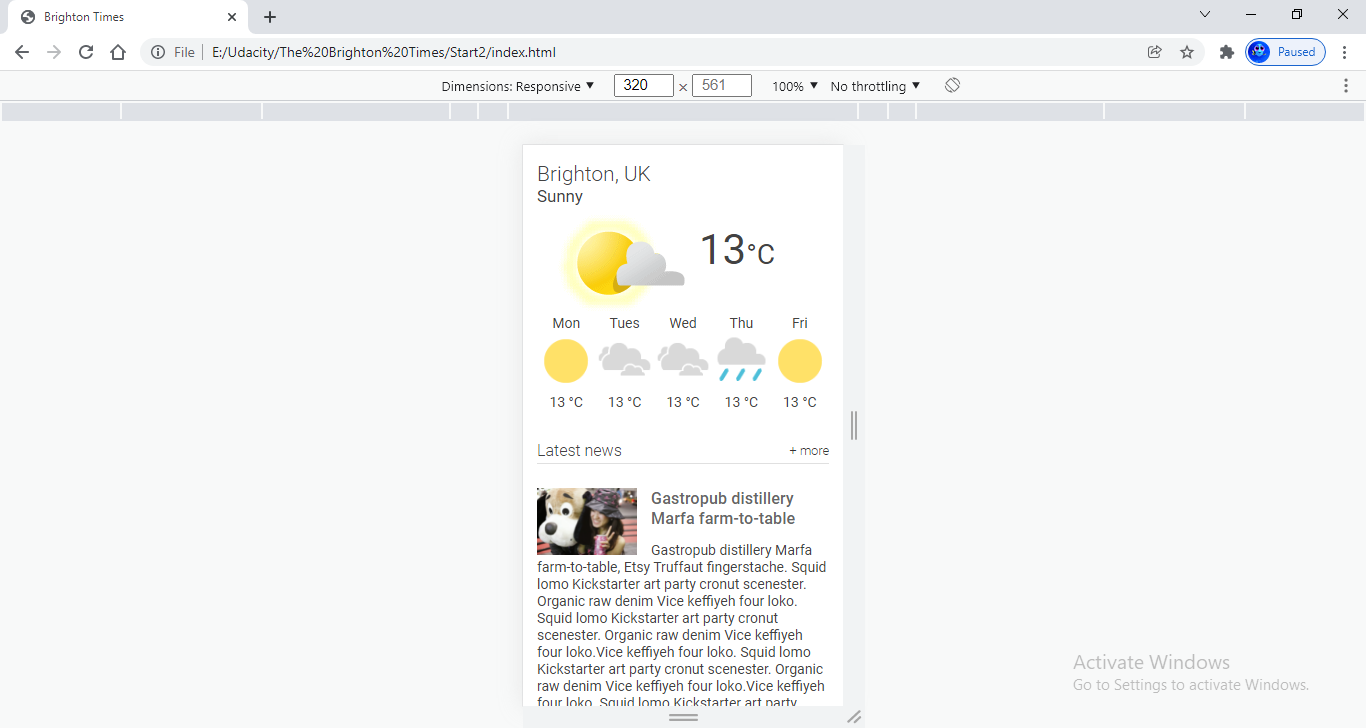 Brighton Times
File E:/Udacity/The%20Brighton%20Times/Start2/index.html
Paused
Dimensions: Responsive ▼ 320 × 561 100% ▼ No throttling ▼
Brighton, UK
Sunny
13°C
Mon Tues Wed Thu Fri
13 °C 13 °C 13 °C 13 °C 13 °C
Latest news + more
Gastropub distillery
Marfa farm-to-table
Gastropub distillery Marfa
farm-to-table, Etsy Truffaut fingerstache. Squid
lomo Kickstarter art party cronut scenester.
Organic raw denim Vice keffiyeh four loko.
Squid lomo Kickstarter art party cronut
scenester. Organic raw denim Vice keffiyeh
four loko.Vice keffiyeh four loko. Squid lomo
Kickstarter art party cronut scenester. Organic
raw denim Vice keffiyeh four loko.Vice keffiyeh
four loko. Squid lomo Kickstarter art party
Activate Windows
Go to Settings to activate Windows.